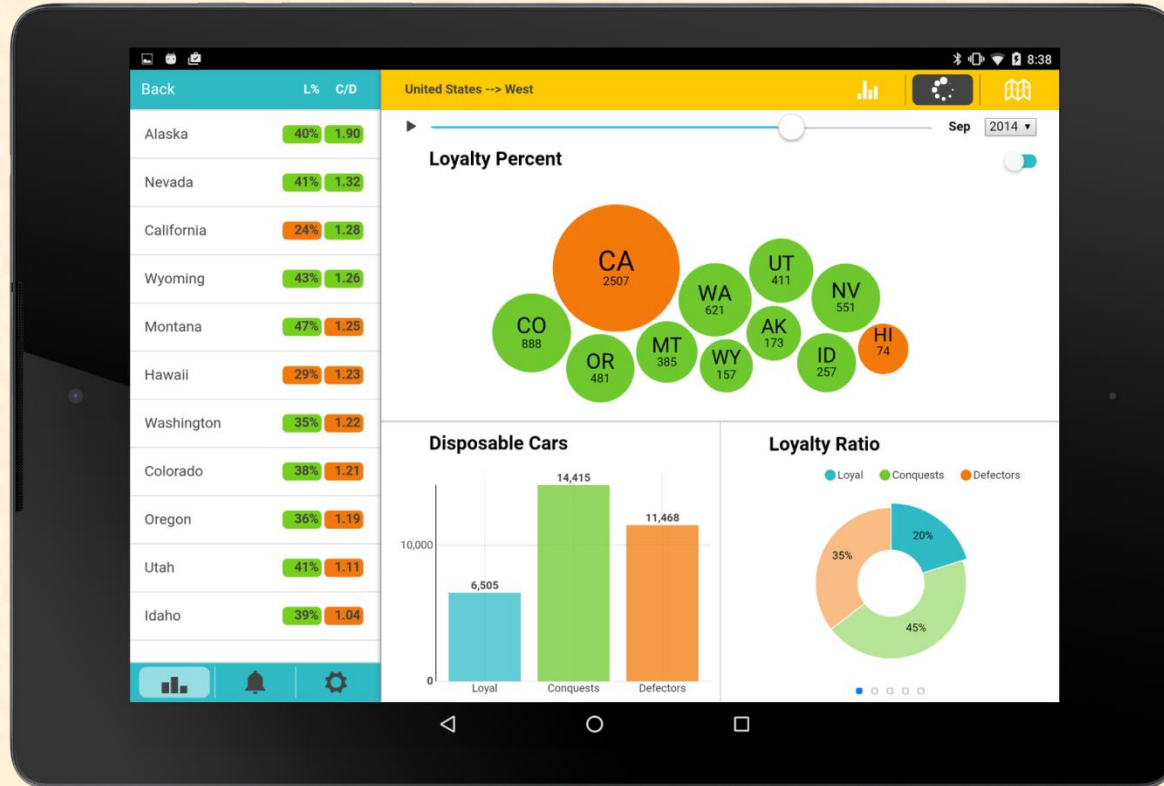 8:38
Back L% C/D
Alaska 40% 1.90
Nevada 41% 1.32
California 24% 1.28
Wyoming 43% 1.26
Montana 47% 1.25
Hawaii 29% 1.23
Washington 35% 1.22
Colorado 38% 1.21
Oregon 36% 1.19
Utah 41% 1.11
Idaho 39% 1.04
United States --> West
Sep 2014
Loyalty Percent
CA
2507
UT
411
WA
621
NV
551
CO
888
AK
173
HI
74
MT
385
OR
481
WY
157
ID
257
Disposable Cars
14,415
11,468
10,000
6,505
0
Loyal Conquests Defectors
Loyalty Ratio
Loyal Conquests Defectors
20%
35%
45%